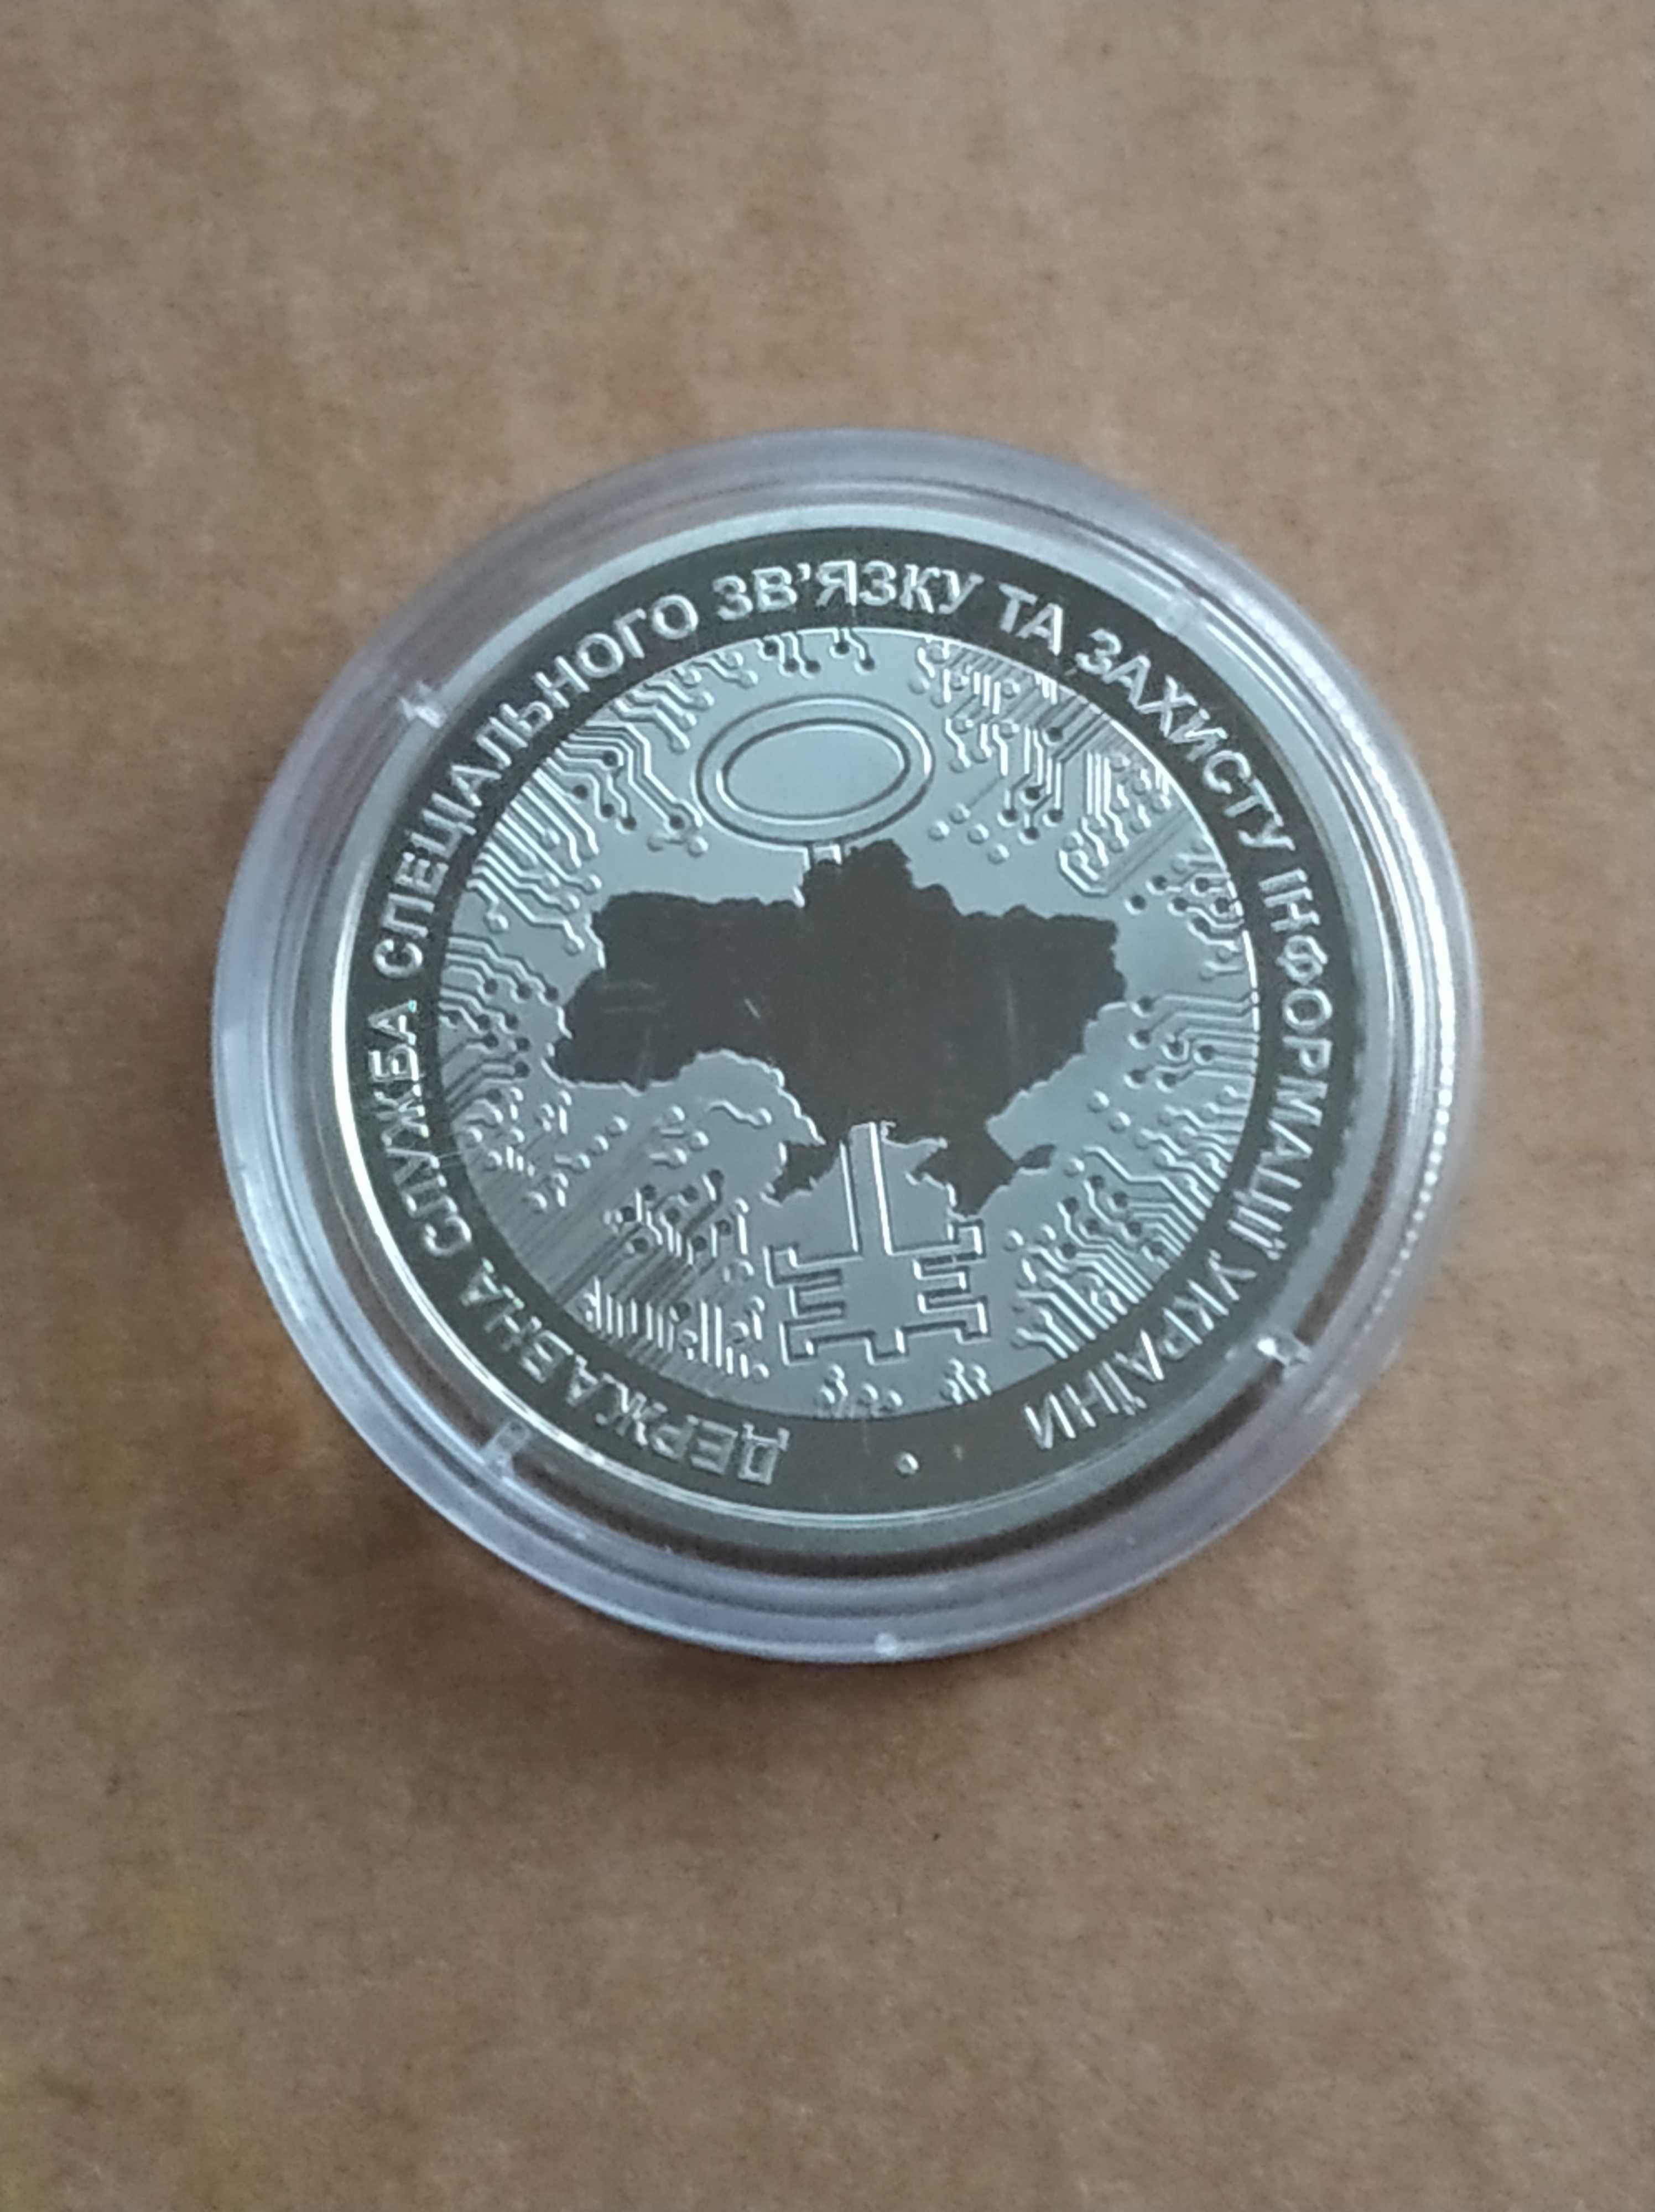 ДЕРЖАВНА СЛУЖБА СПЕЦІАЛЬНОГО ЗВ'ЯЗКУ ТА ЗАХИСТУ ІНФОРМАЦІЇ УКРАЇНИ